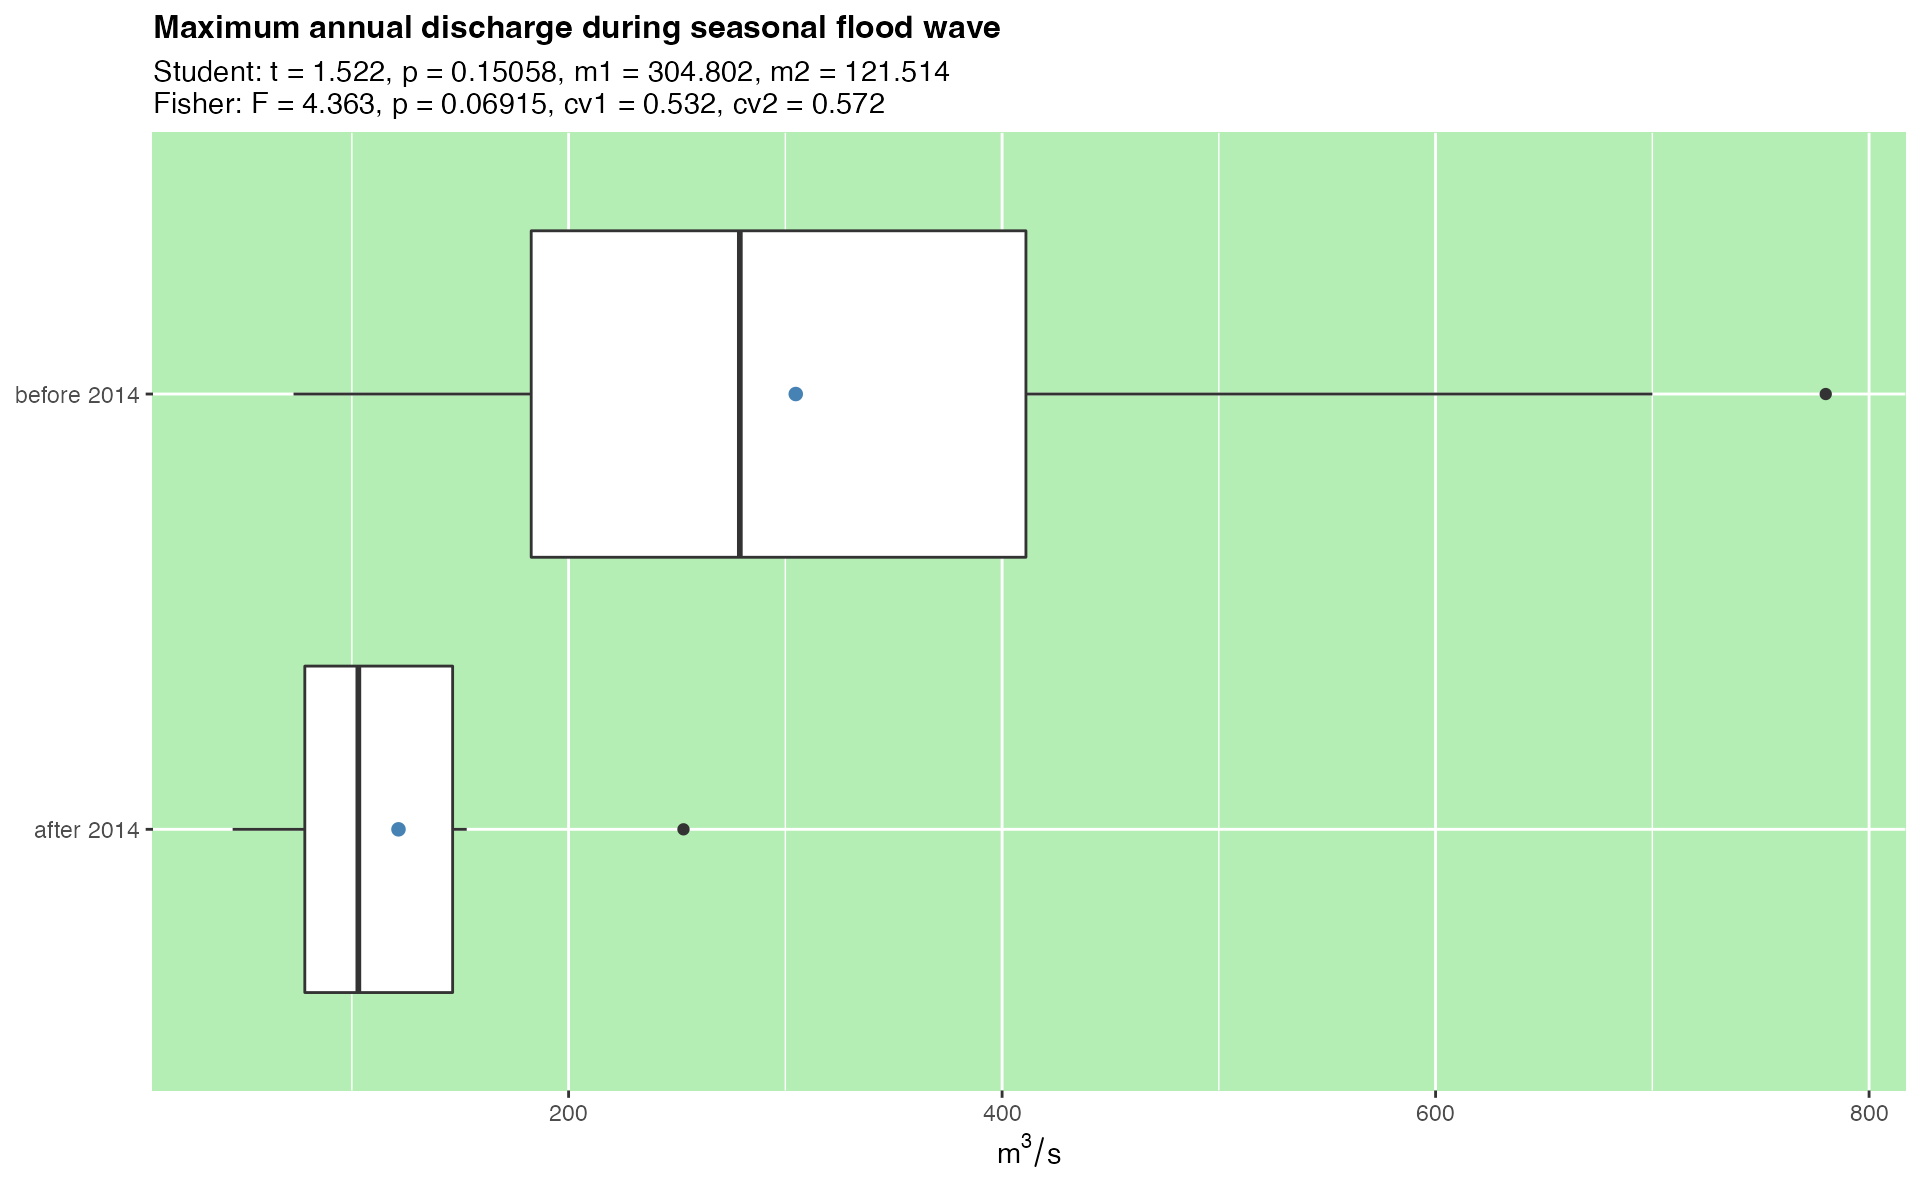 Maximum annual discharge during seasonal flood wave
Student: t = 1.522, p = 0.15058, m1 = 304.802, m2 = 121.514
Fisher: F = 4.363, p = 0.06915, cv1 = 0.532, cv2 = 0.572
before 2014
after 2014
200 400 600 800
m³/s